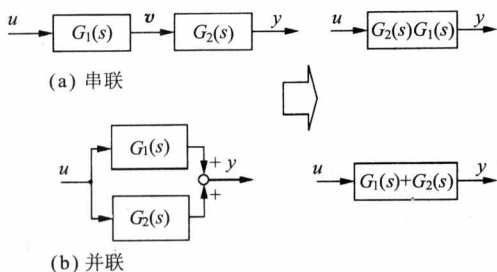 u G₁(s) v G₂(s) y
u G₂(s)G₁(s) y
(a) 串联
u G₁(s) + y
G₂(s) +
u G₁(s)+G₂(s) y
(b) 并联